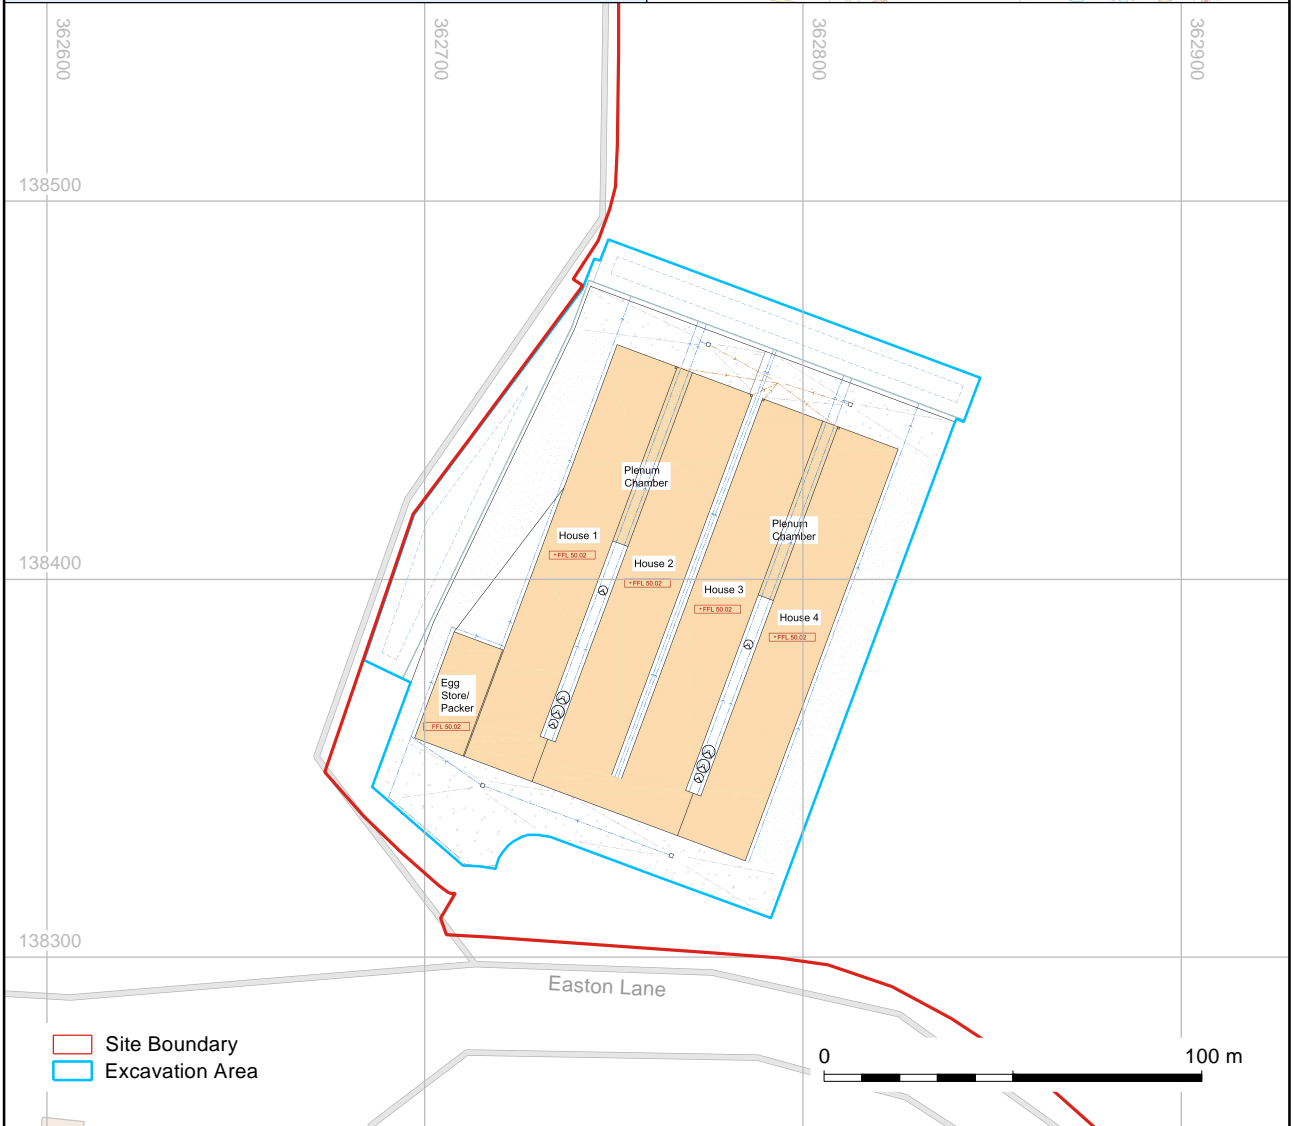 362600
362700
362800
362900
138500
Plenum
Chamber
Plenum
Chamber
House 1
FFL 50.02
House 2
FFL 50.02
138400
House 3
FFL 50.02
House 4
FFL 50.02
Egg
Store/
Packer
FFL 50.02
138300
Easton Lane
Site Boundary
Excavation Area
0
100 m